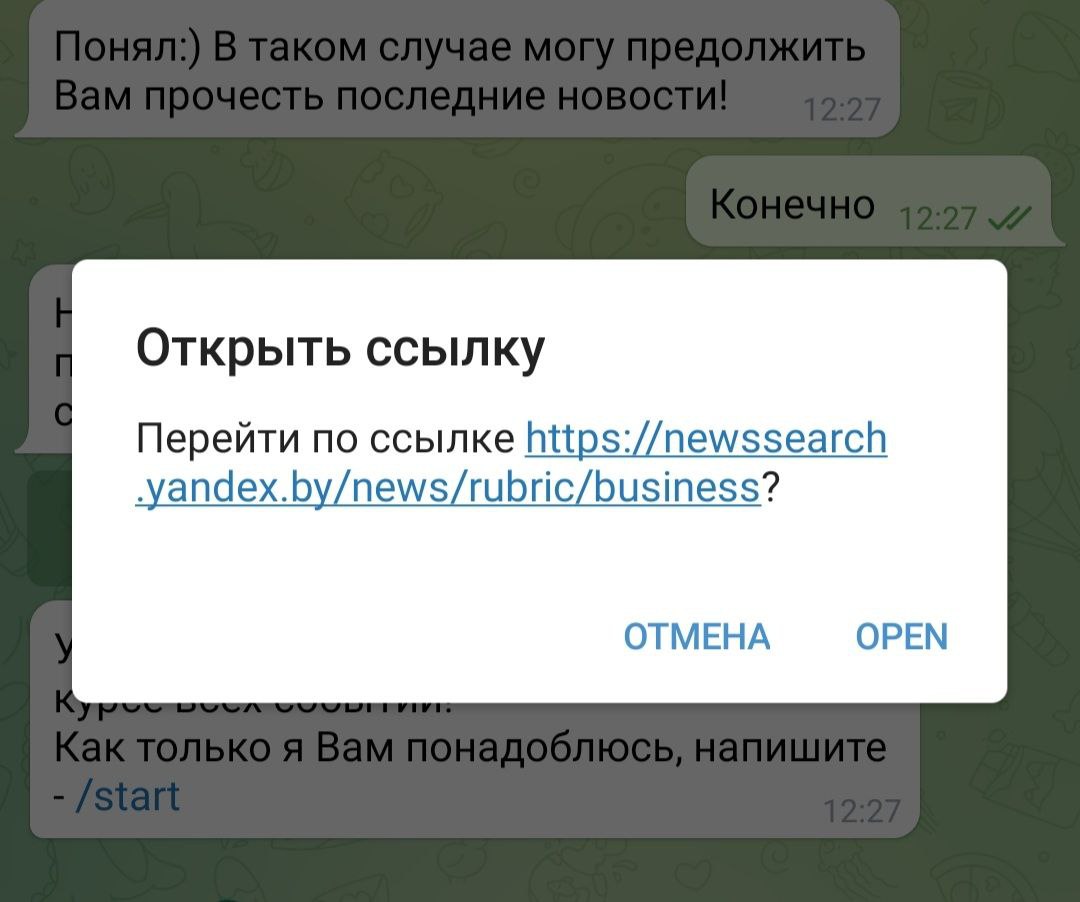 Понял:) В таком случае могу предолжить
Вам прочесть последние новости!
12:27
Конечно
12:27
Открыть ссылку
Перейти по ссылке https://newssearch
.yandex.by/news/rubric/business?
ОТМЕНА OPEN
Как только я Вам понадоблюсь, напишите
- /start
12:27